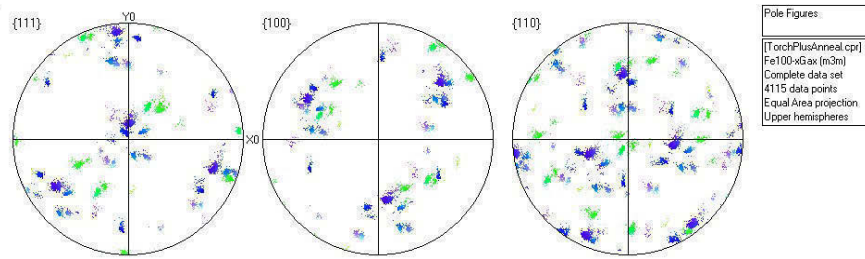 {111}
Y0
X0
{100}
{110}
Pole Figures
[TorchPlusAnneal.cpr]
Fe100-xGax (m3m)
Complete data set
4115 data points
Equal Area projection
Upper hemispheres